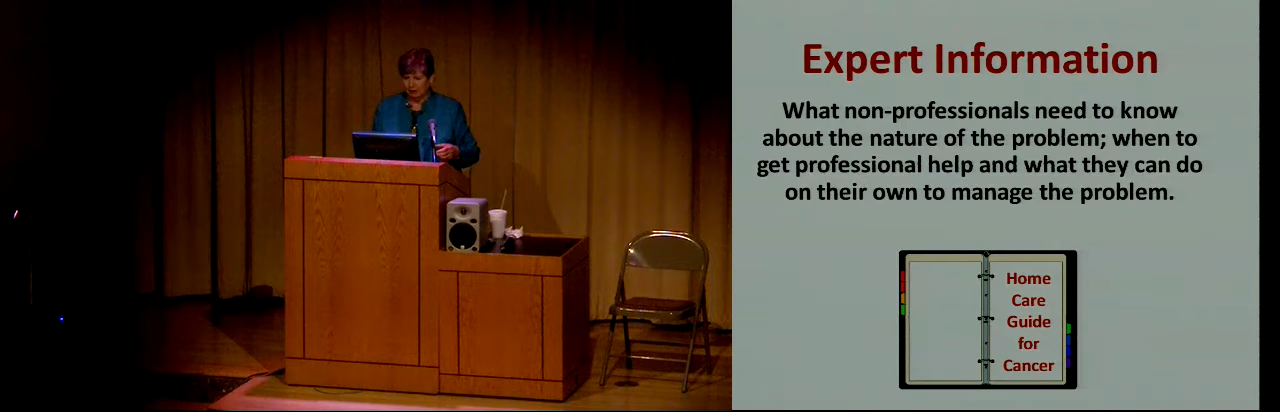 Expert Information
What non-professionals need to know
about the nature of the problem; when to
get professional help and what they can do
on their own to manage the problem.
Home
Care
Guide
for
Cancer